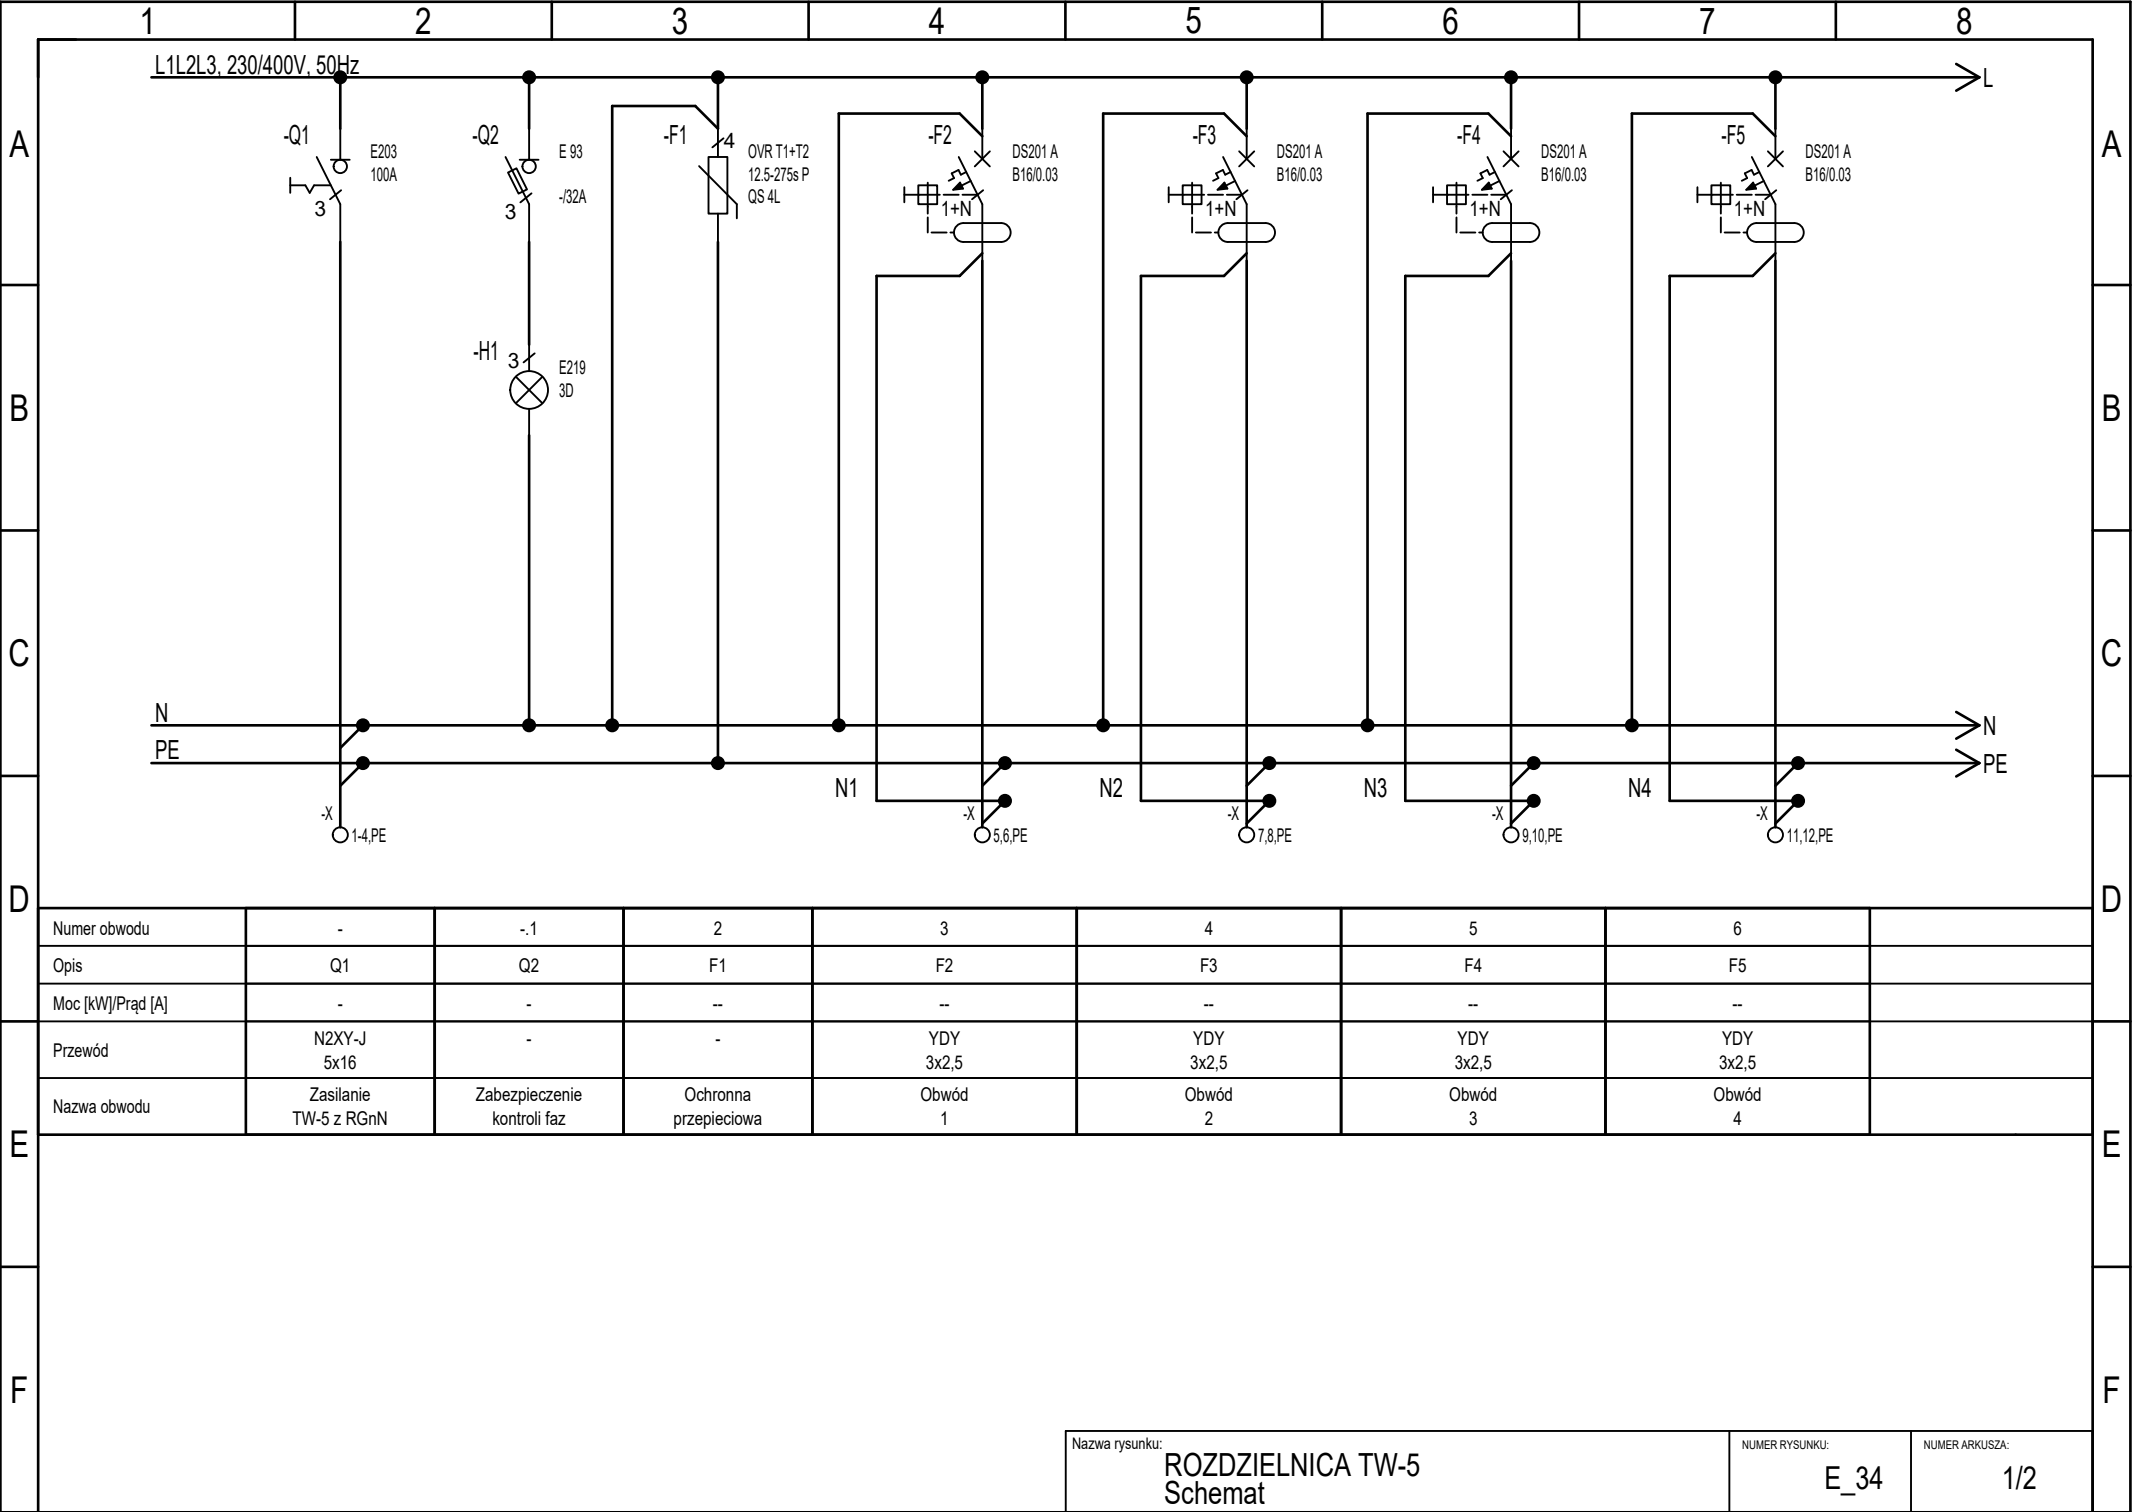 1 2 3 4 5 6 7 8
L1L2L3, 230/400V, 50Hz
L
A
A
-Q1
E203
100A
3
-Q2
E 93
-/32A
3
-F1
4
OVR T1+T2
12.5-275s P
QS 4L
-F2
DS201 A
B16/0.03
1+N
-F3
DS201 A
B16/0.03
1+N
-F4
DS201 A
B16/0.03
1+N
-F5
DS201 A
B16/0.03
1+N
-H1
3
E219
3D
B
B
C
C
N
N
PE
PE
N1
N2
N3
N4
-X
1-4,PE
-X
5,6,PE
-X
7,8,PE
-X
9,10,PE
-X
11,12,PE
D
D
Numer obwodu - -.1 2 3 4 5 6
Opis Q1 Q2 F1 F2 F3 F4 F5
Moc [kW]/Prąd [A] - - -- -- -- -- --
Przewód
N2XY-J
5x16
-
-
YDY
3x2,5
YDY
3x2,5
YDY
3x2,5
YDY
3x2,5
Nazwa obwodu
Zasilanie
TW-5 z RGnN
Zabezpieczenie
kontroli faz
Ochronna
przepieciowa
Obwód
1
Obwód
2
Obwód
3
Obwód
4
E
E
F
F
Nazwa rysunku:
ROZDZIELNICA TW-5
Schemat
NUMER RYSUNKU:
E_34
NUMER ARKUSZA:
1/2